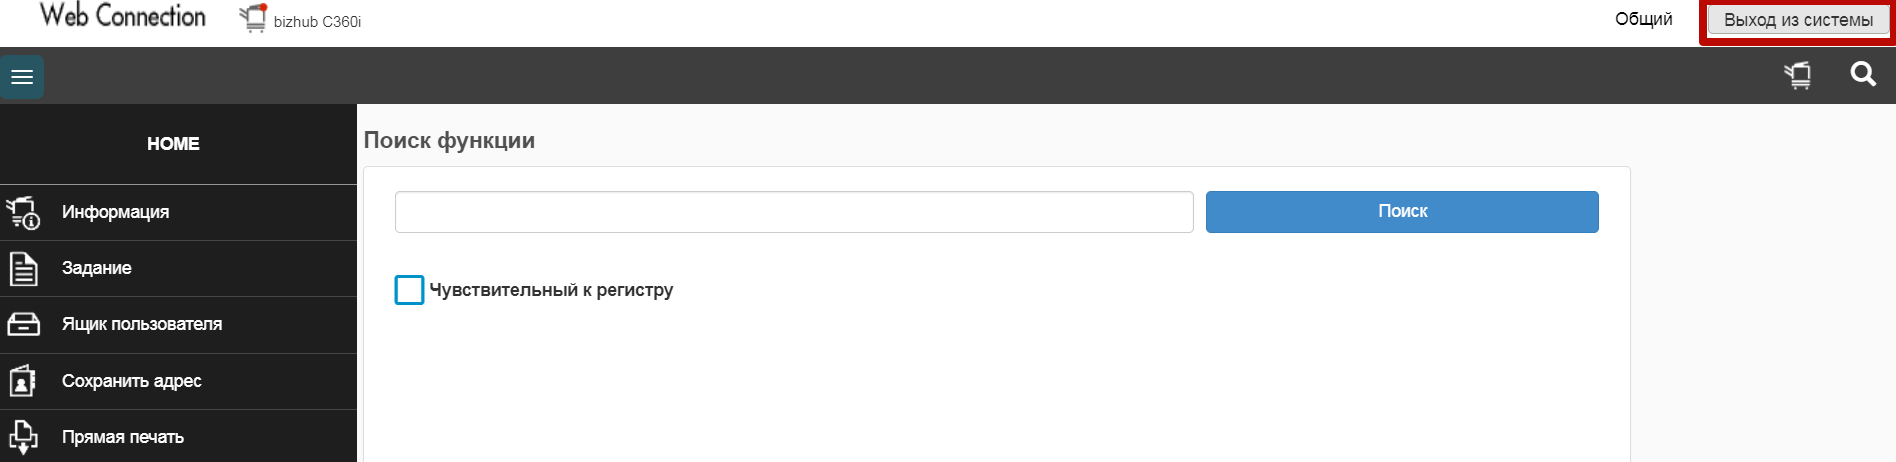 Web Connection
bizhub C360i
Общий
Выход из системы
HOME
Информация
Задание
Ящик пользователя
Сохранить адрес
Прямая печать
Поиск функции
Поиск
Чувствительный к регистру